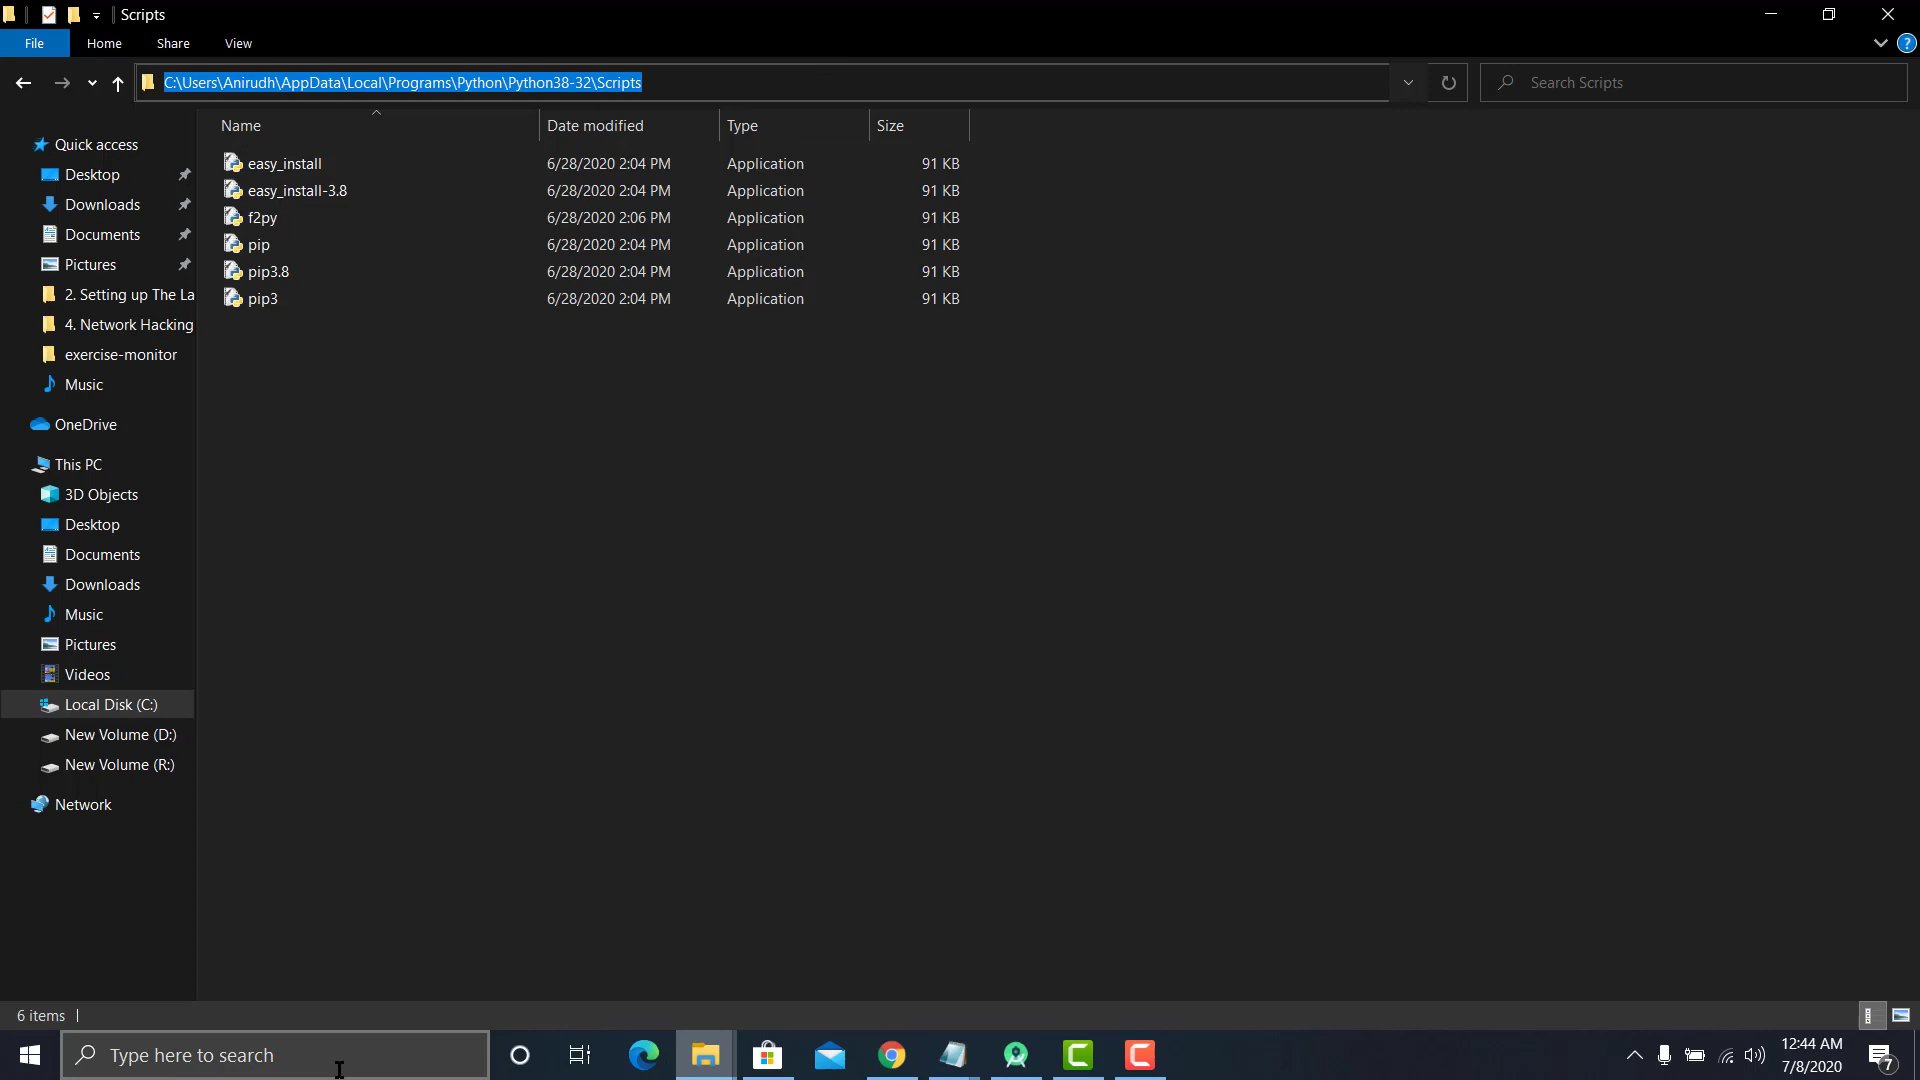 Scripts
File Home Share View
C:\Users\Anirudh\AppData\Local\Programs\Python\Python38-32\Scripts
Search Scripts
Name Date modified Type Size
easy_install 6/28/2020 2:04 PM Application 91 KB
easy_install-3.8 6/28/2020 2:04 PM Application 91 KB
f2py 6/28/2020 2:06 PM Application 91 KB
pip 6/28/2020 2:04 PM Application 91 KB
pip3.8 6/28/2020 2:04 PM Application 91 KB
pip3 6/28/2020 2:04 PM Application 91 KB
Quick access
Desktop
Downloads
Documents
Pictures
2. Setting up The La
4. Network Hacking
exercise-monitor
Music
OneDrive
This PC
3D Objects
Desktop
Documents
Downloads
Music
Pictures
Videos
Local Disk (C:)
New Volume (D:)
New Volume (R:)
Network
6 items
Type here to search
12:44 AM
7/8/2020
7